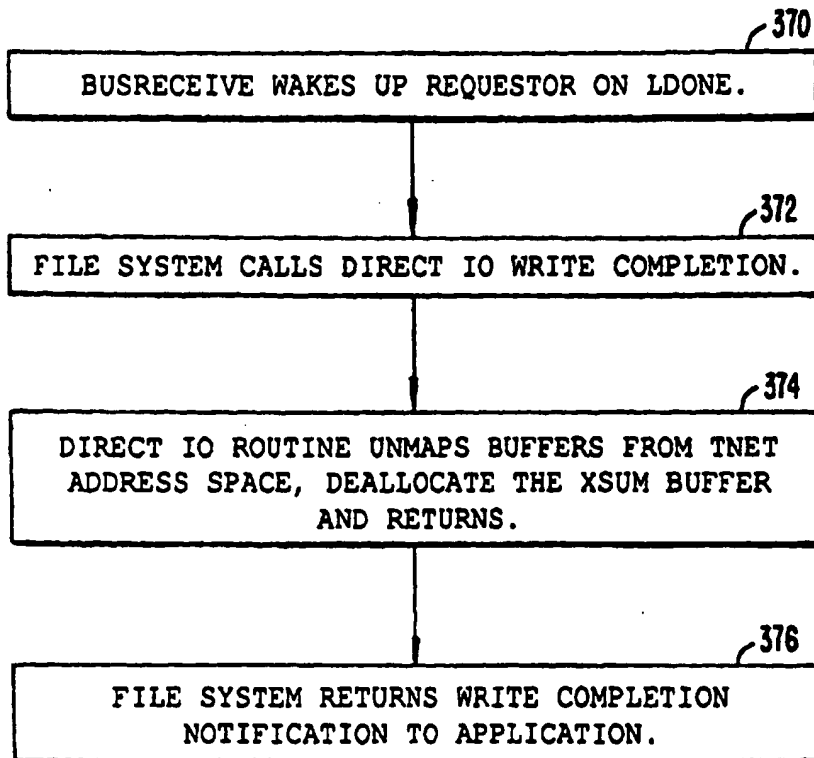 370
BUSRECEIVE WAKES UP REQUESTOR ON LDONE.
372
FILE SYSTEM CALLS DIRECT IO WRITE COMPLETION.
374
DIRECT IO ROUTINE UNMAPS BUFFERS FROM TNET
ADDRESS SPACE, DEALLOCATE THE XSUM BUFFER
AND RETURNS.
376
FILE SYSTEM RETURNS WRITE COMPLETION
NOTIFICATION TO APPLICATION.